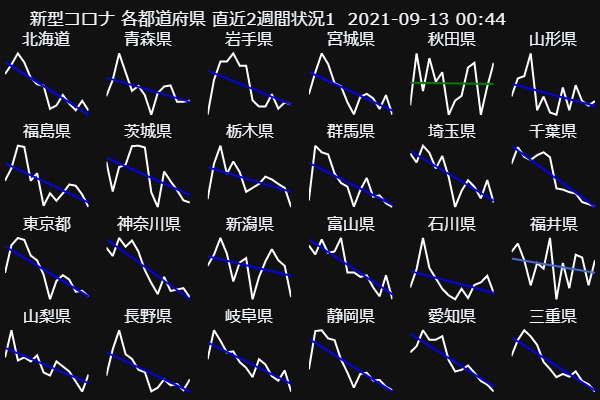 新型コロナ 各都道府県 直近2週間状況1 2021-09-13 00:44
北海道 青森県 岩手県 宮城県 秋田県 山形県
福島県 茨城県 栃木県 群馬県 埼玉県 千葉県
東京都 神奈川県 新潟県 富山県 石川県 福井県
山梨県 長野県 岐阜県 静岡県 愛知県 三重県